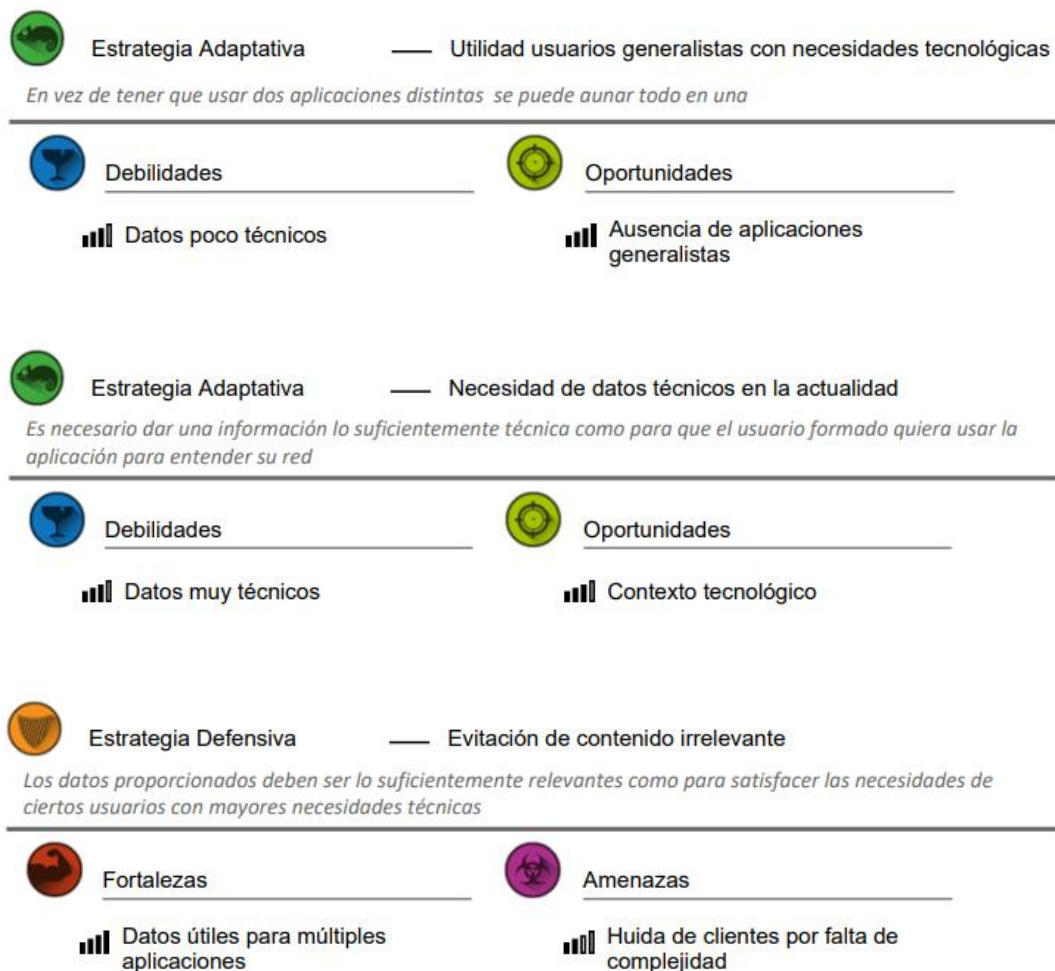 Estrategia Adaptativa — Utilidad usuarios generalistas con necesidades tecnológicas
En vez de tener que usar dos aplicaciones distintas se puede aunar todo en una
Debilidades
Oportunidades
Datos poco técnicos
Ausencia de aplicaciones
generalistas
Estrategia Adaptativa — Necesidad de datos técnicos en la actualidad
Es necesario dar una información lo suficientemente técnica como para que el usuario formado quiera usar la
aplicación para entender su red
Debilidades
Oportunidades
Datos muy técnicos
Contexto tecnológico
Estrategia Defensiva — Evitación de contenido irrelevante
Los datos proporcionados deben ser lo suficientemente relevantes como para satisfacer las necesidades de
ciertos usuarios con mayores necesidades técnicas
Fortalezas
Amenazas
Datos útiles para múltiples
aplicaciones
Huida de clientes por falta de
complejidad